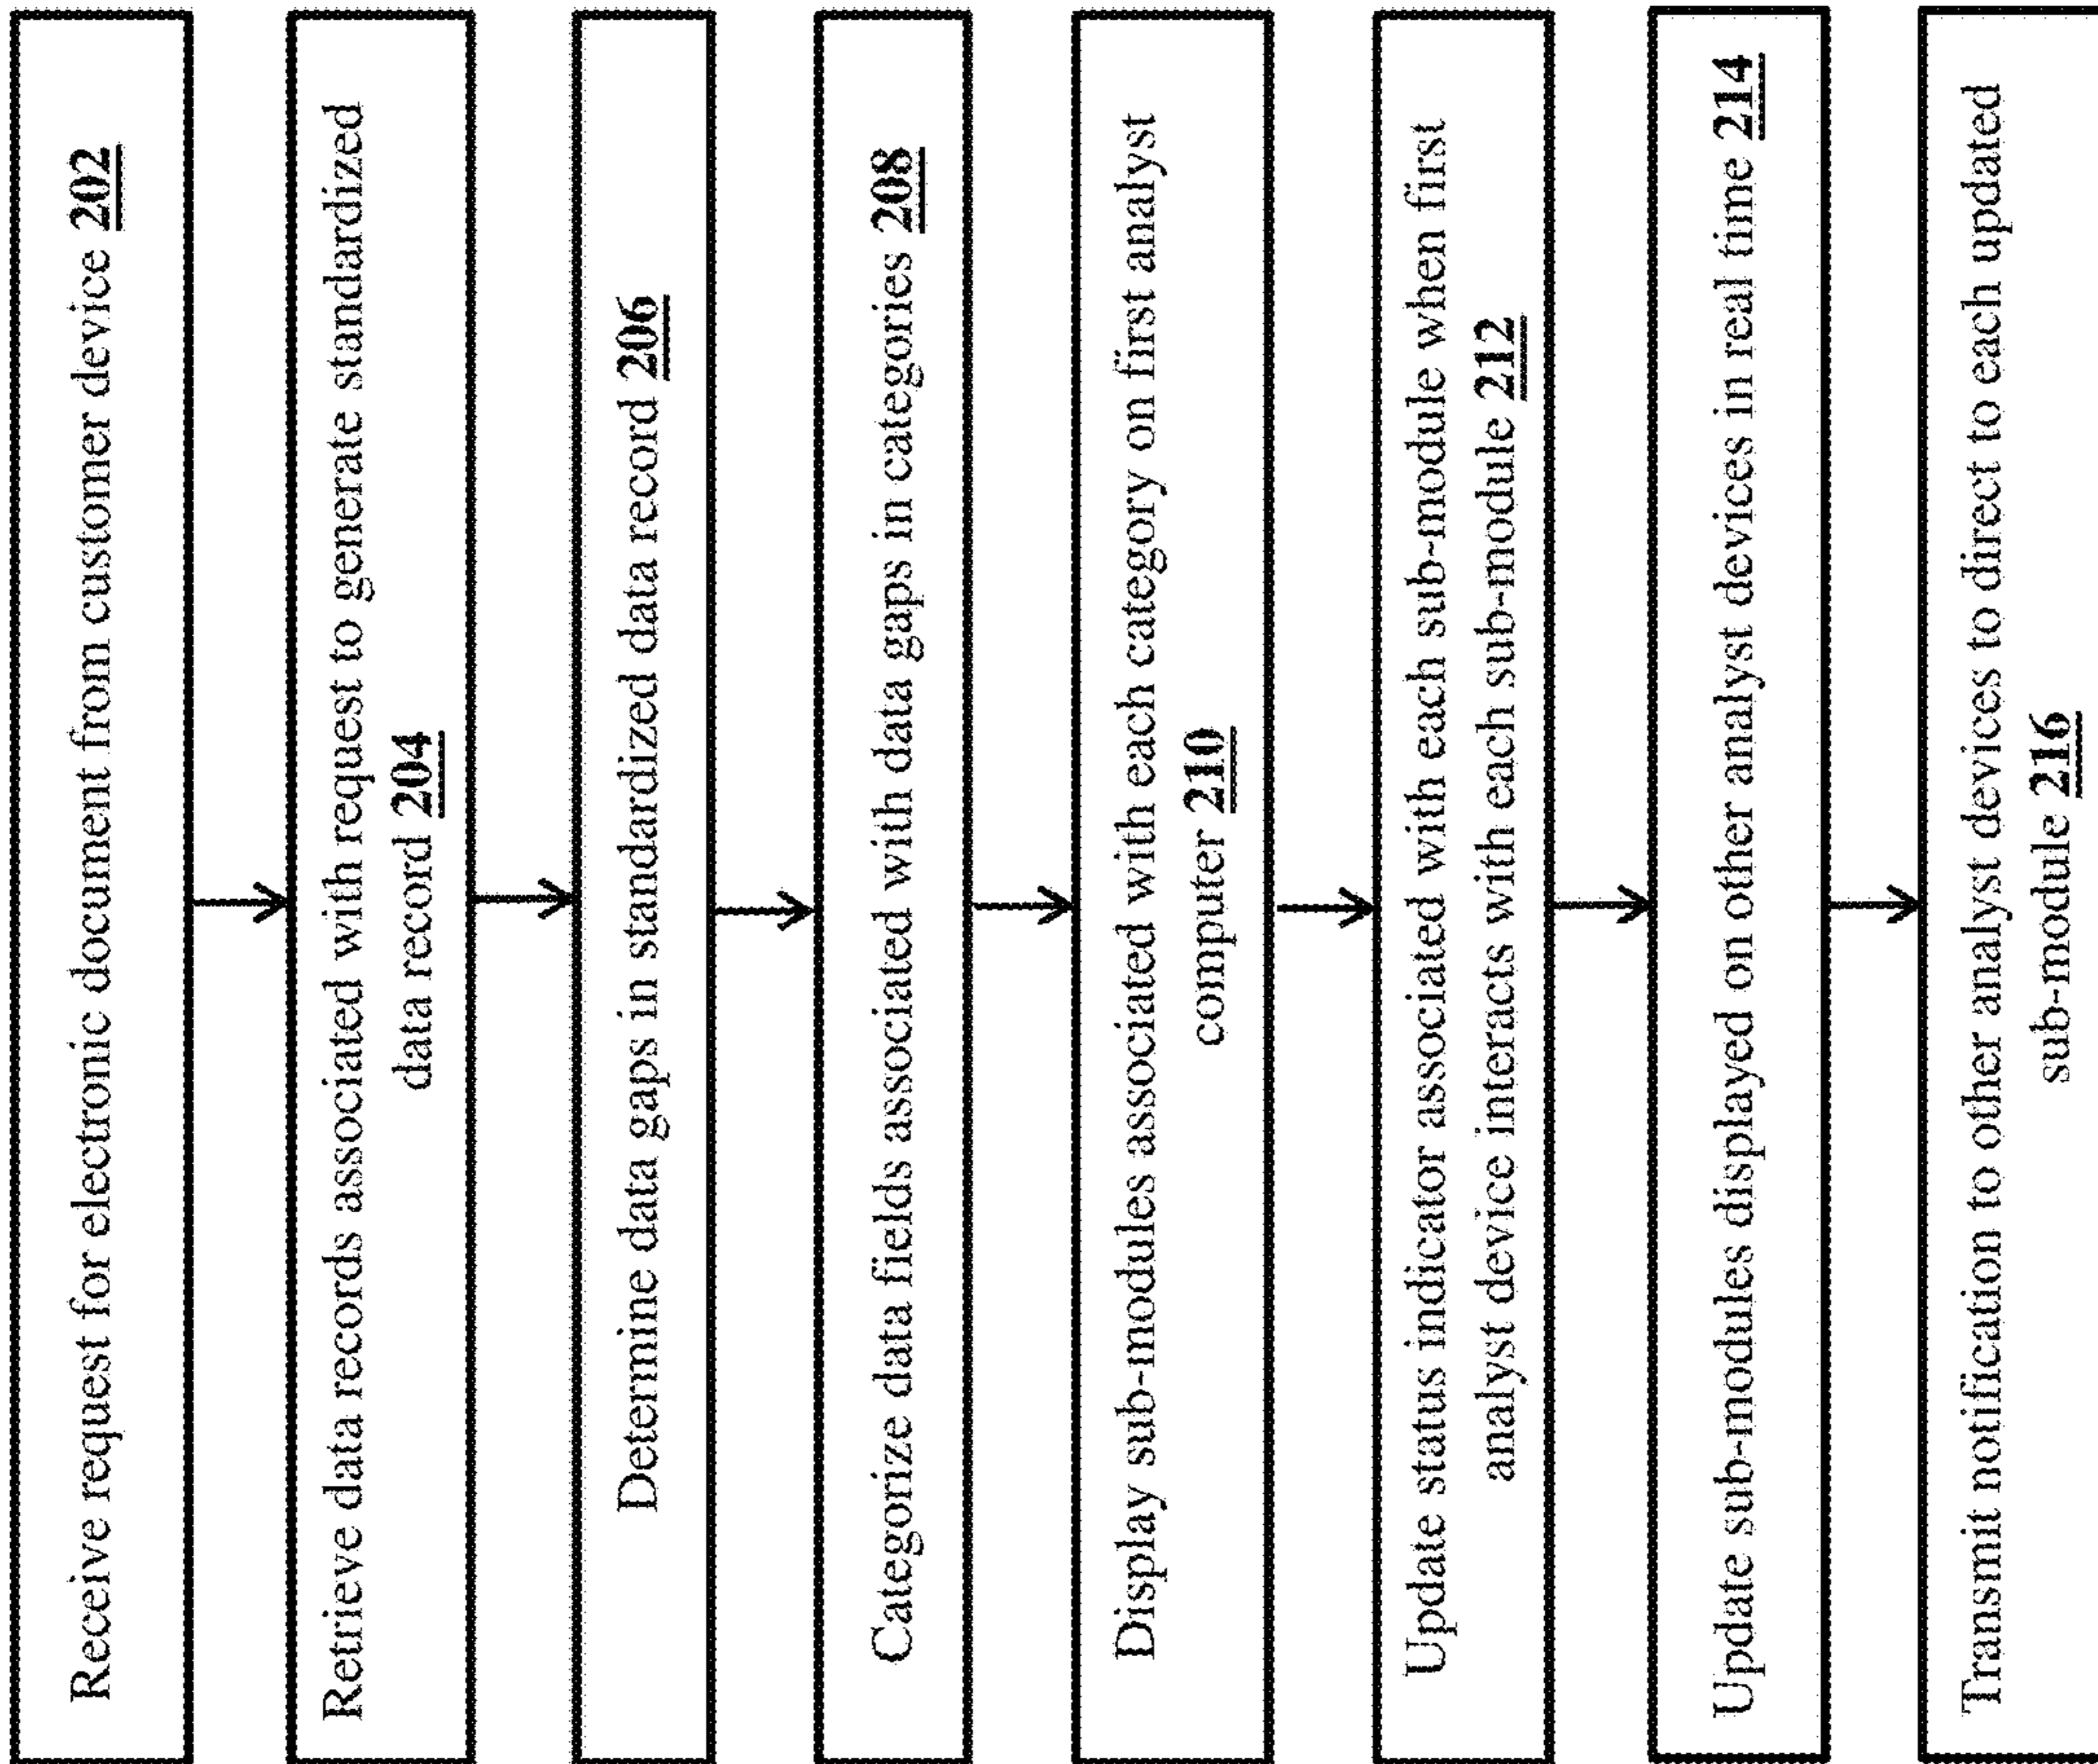 Receive request for electronic document from customer device 202
Retrieve data records associated with request to generate standardized
data record 204
Determine data gaps in standardized data record 206
Categorize data fields associated with data gaps in categories 208
Display sub-modules associated with each category on first analyst
computer 210
Update status indicator associated with each sub-module when first
analyst device interacts with each sub-module 212
Update sub-modules displayed on other analyst devices in real time 214
Transmit notification to other analyst devices to direct to each updated
sub-module 216